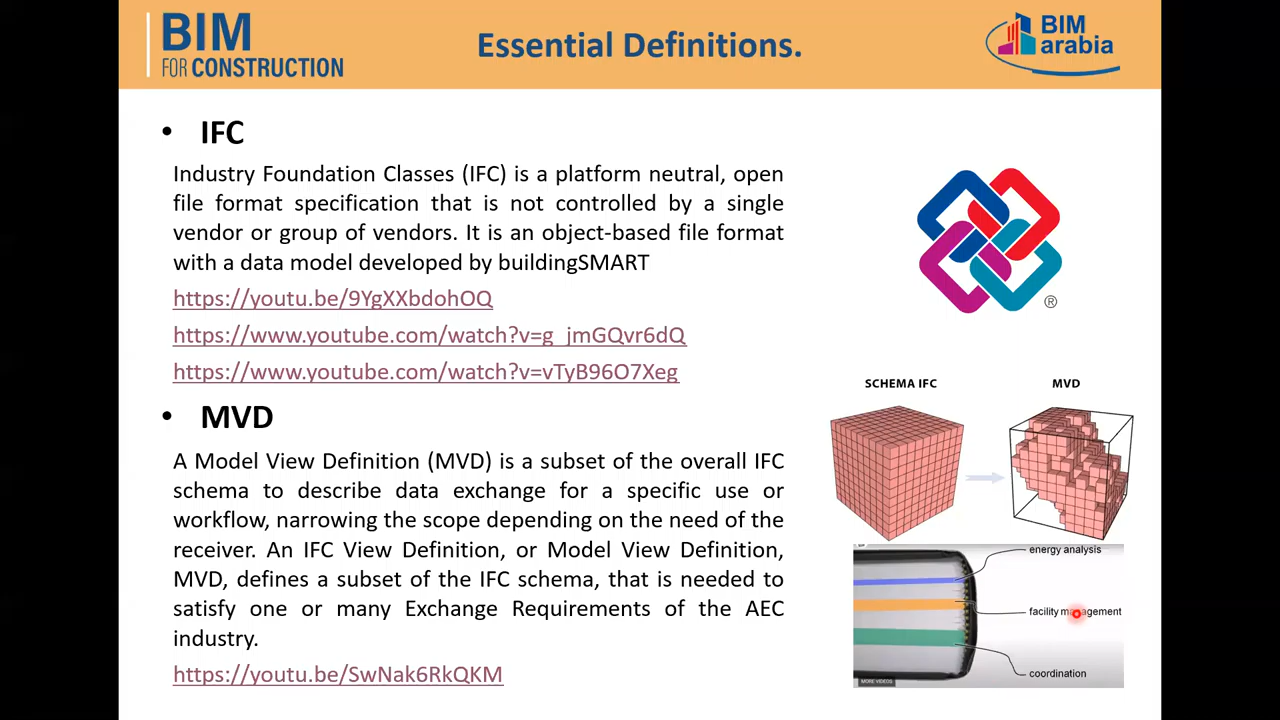 BIM
FOR CONSTRUCTION
Essential Definitions.
BIM
arabia
• IFC
Industry Foundation Classes (IFC) is a platform neutral, open
file format specification that is not controlled by a single
vendor or group of vendors. It is an object-based file format
with a data model developed by buildingSMART
https://youtu.be/9YgXXbdohOQ
https://www.youtube.com/watch?v=g_jmGQvr6dQ
https://www.youtube.com/watch?v=vTyB96O7Xeg
®
• MVD
A Model View Definition (MVD) is a subset of the overall IFC
schema to describe data exchange for a specific use or
workflow, narrowing the scope depending on the need of the
receiver. An IFC View Definition, or Model View Definition,
MVD, defines a subset of the IFC schema, that is needed to
satisfy one or many Exchange Requirements of the AEC
industry.
https://youtu.be/SwNak6RkQKM
SCHEMA IFC
MVD
energy analysis
facility management
coordination
MORE VIDEOS